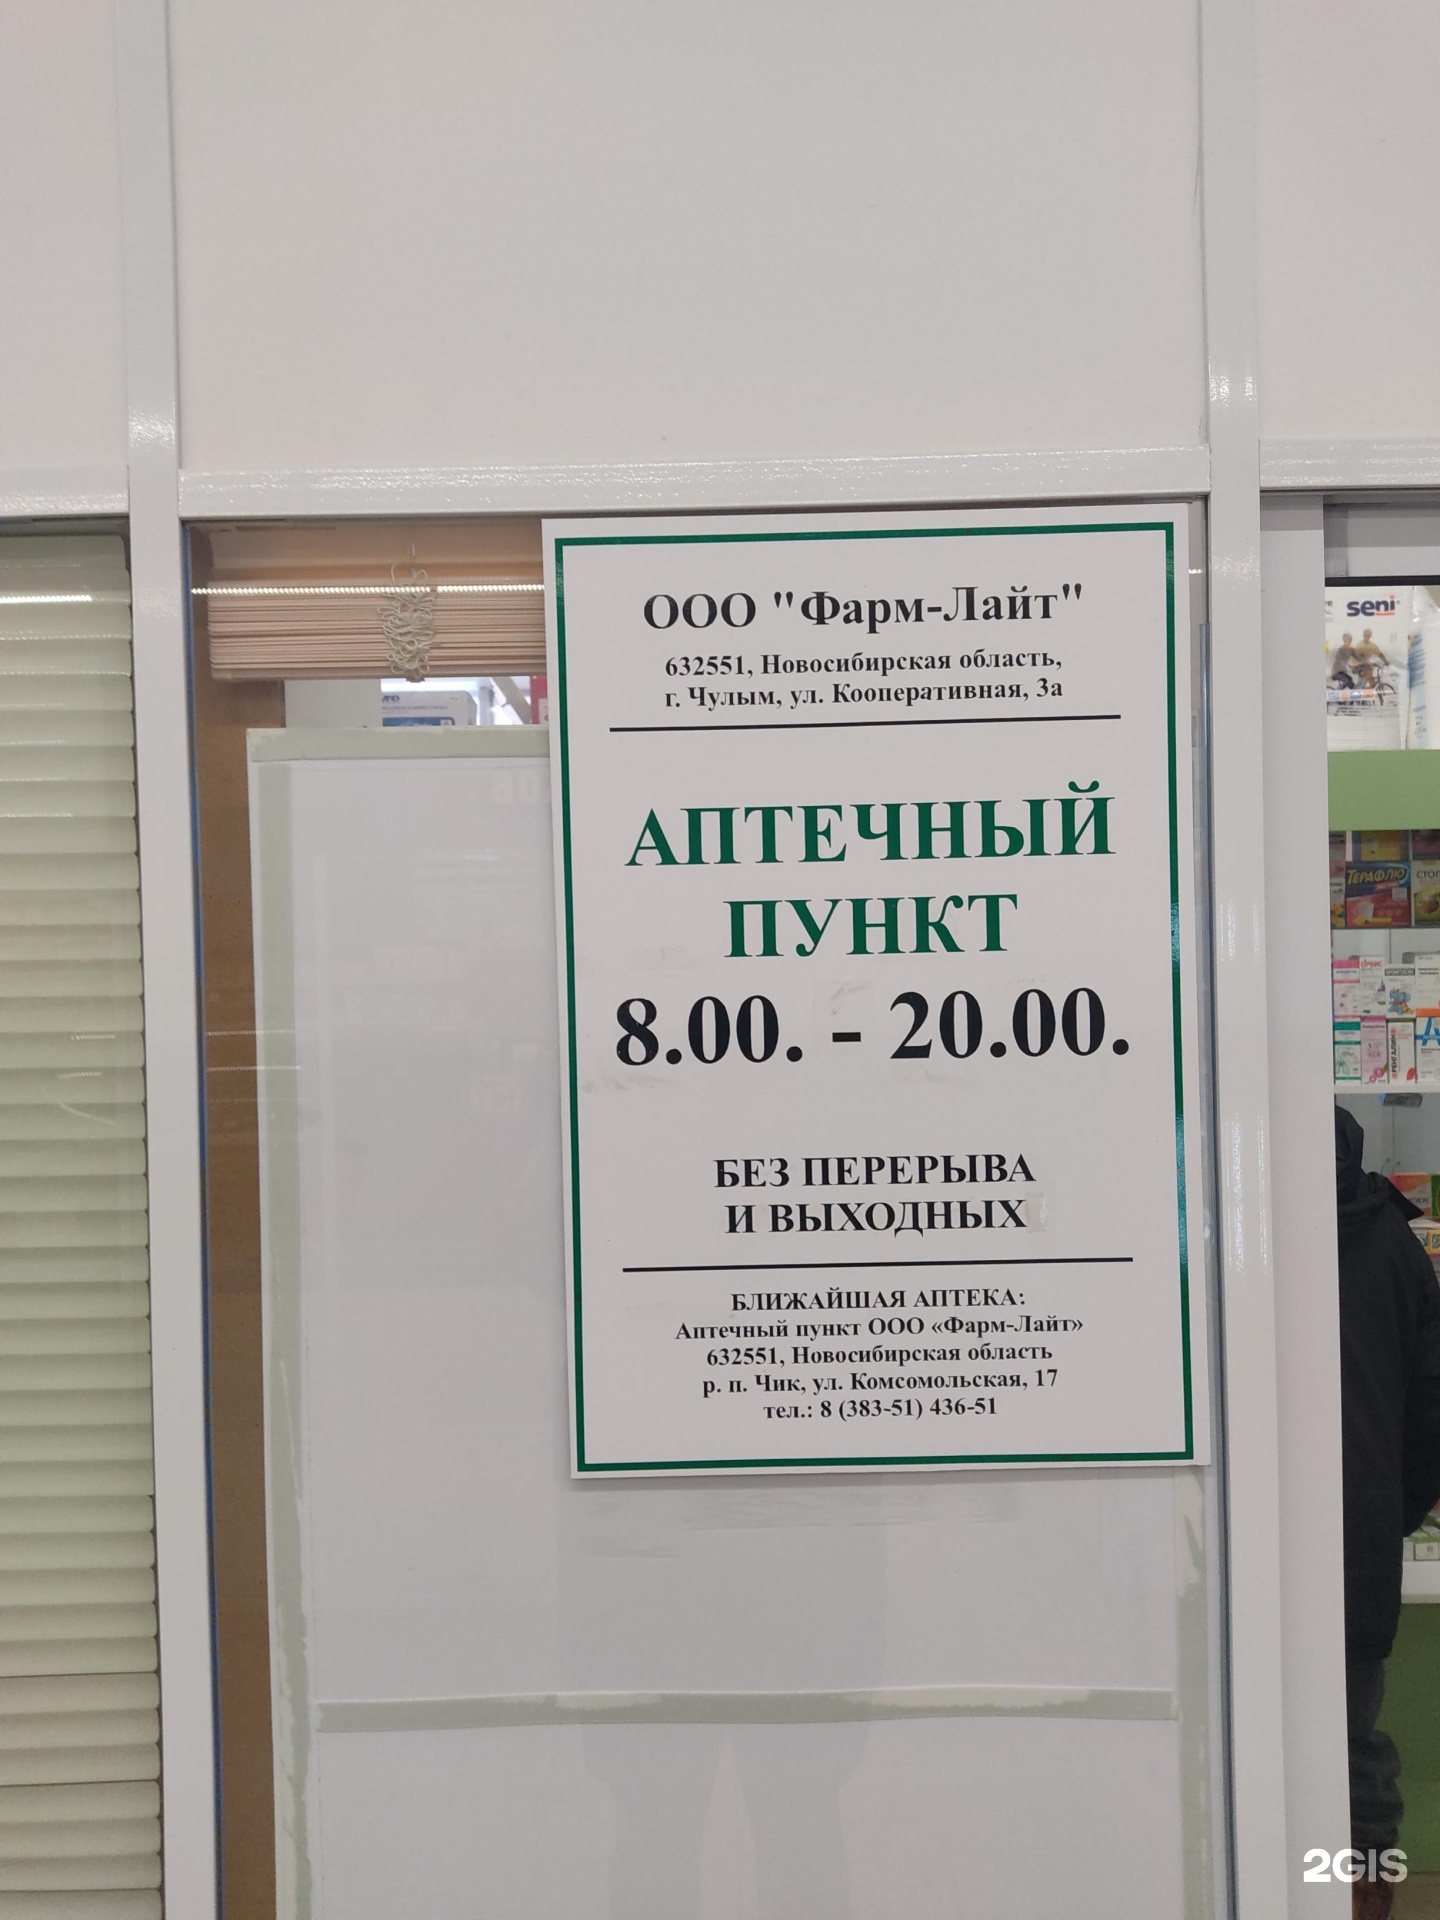 ООО "Фарм-Лайт"
632551, Новосибирская область,
г. Чулым, ул. Кооперативная, 3а
АПТЕЧНЫЙ
ПУНКТ
8.00. - 20.00.
БЕЗ ПЕРЕРЫВА
И ВЫХОДНЫХ
БЛИЖАЙШАЯ АПТЕКА:
Аптечный пункт ООО «Фарм-Лайт»
632551, Новосибирская область
р. п. Чик, ул. Комсомольская, 17
тел.: 8 (383-51) 436-51
seni
ТЕРАФЛЮ
РЕНГАЛИН
2GIS